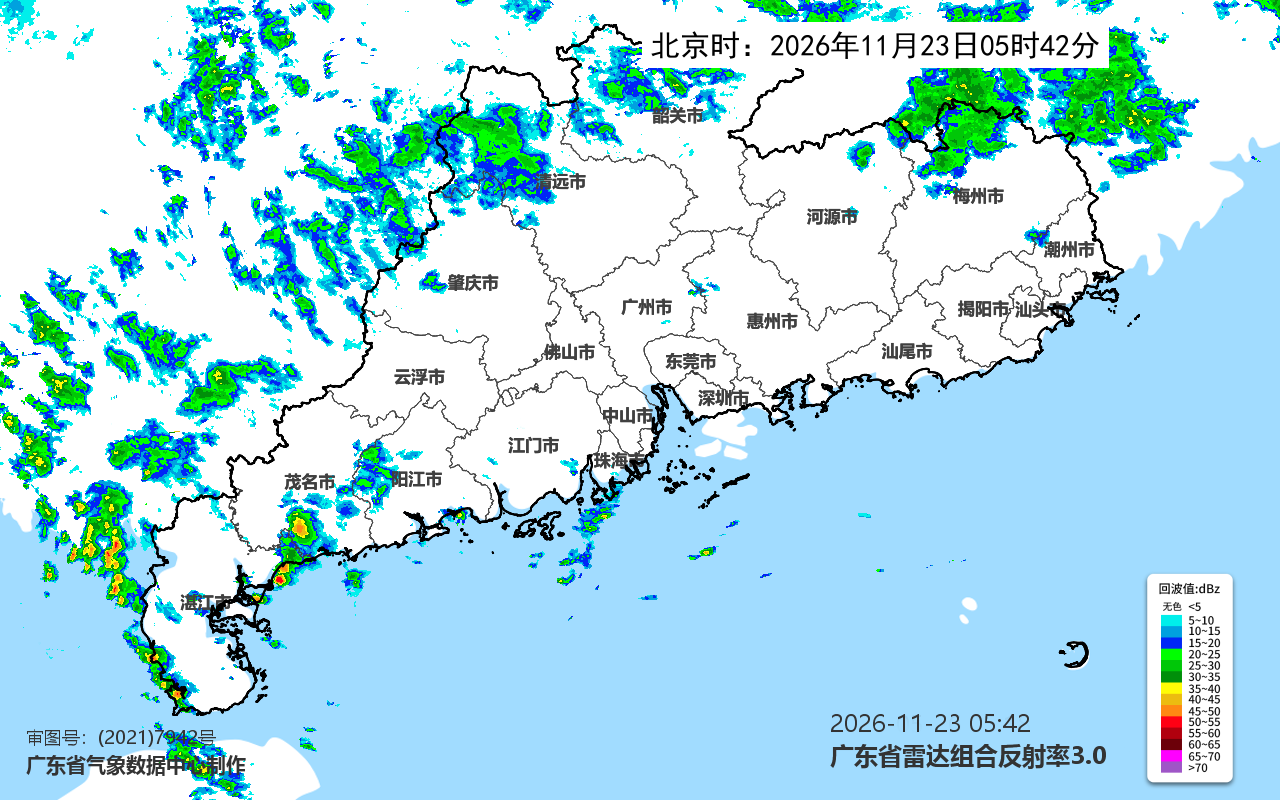 北京时：2026年11月23日05时42分
韶关市
清远市
梅州市
河源市
潮州市
肇庆市
广州市
惠州市
揭阳市
汕头市
佛山市
东莞市
汕尾市
云浮市
深圳市
中山市
江门市
珠海市
茂名市
阳江市
湛江市
回波值:dBz
无色 <5
5~10
10~15
15~20
20~25
25~30
30~35
35~40
40~45
45~50
50~55
55~60
60~65
65~70
>70
2026-11-23 05:42
广东省雷达组合反射率3.0
审图号：(2021)7942号
广东省气象数据中心制作